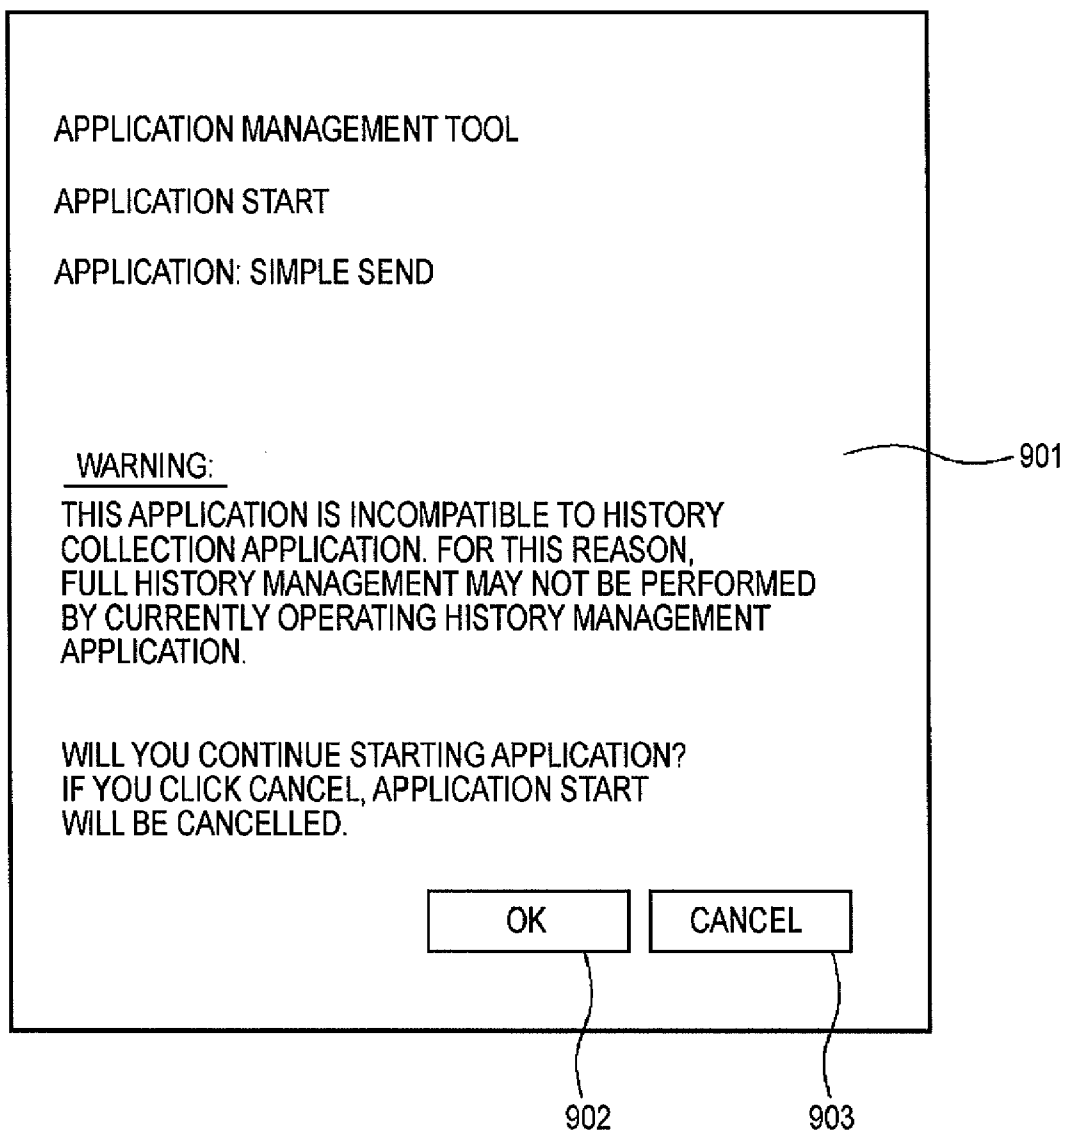 APPLICATION MANAGEMENT TOOL
APPLICATION START
APPLICATION: SIMPLE SEND
WARNING:
901
THIS APPLICATION IS INCOMPATIBLE TO HISTORY
COLLECTION APPLICATION. FOR THIS REASON,
FULL HISTORY MANAGEMENT MAY NOT BE PERFORMED
BY CURRENTLY OPERATING HISTORY MANAGEMENT
APPLICATION.
WILL YOU CONTINUE STARTING APPLICATION?
IF YOU CLICK CANCEL, APPLICATION START
WILL BE CANCELLED.
OK CANCEL
902 903